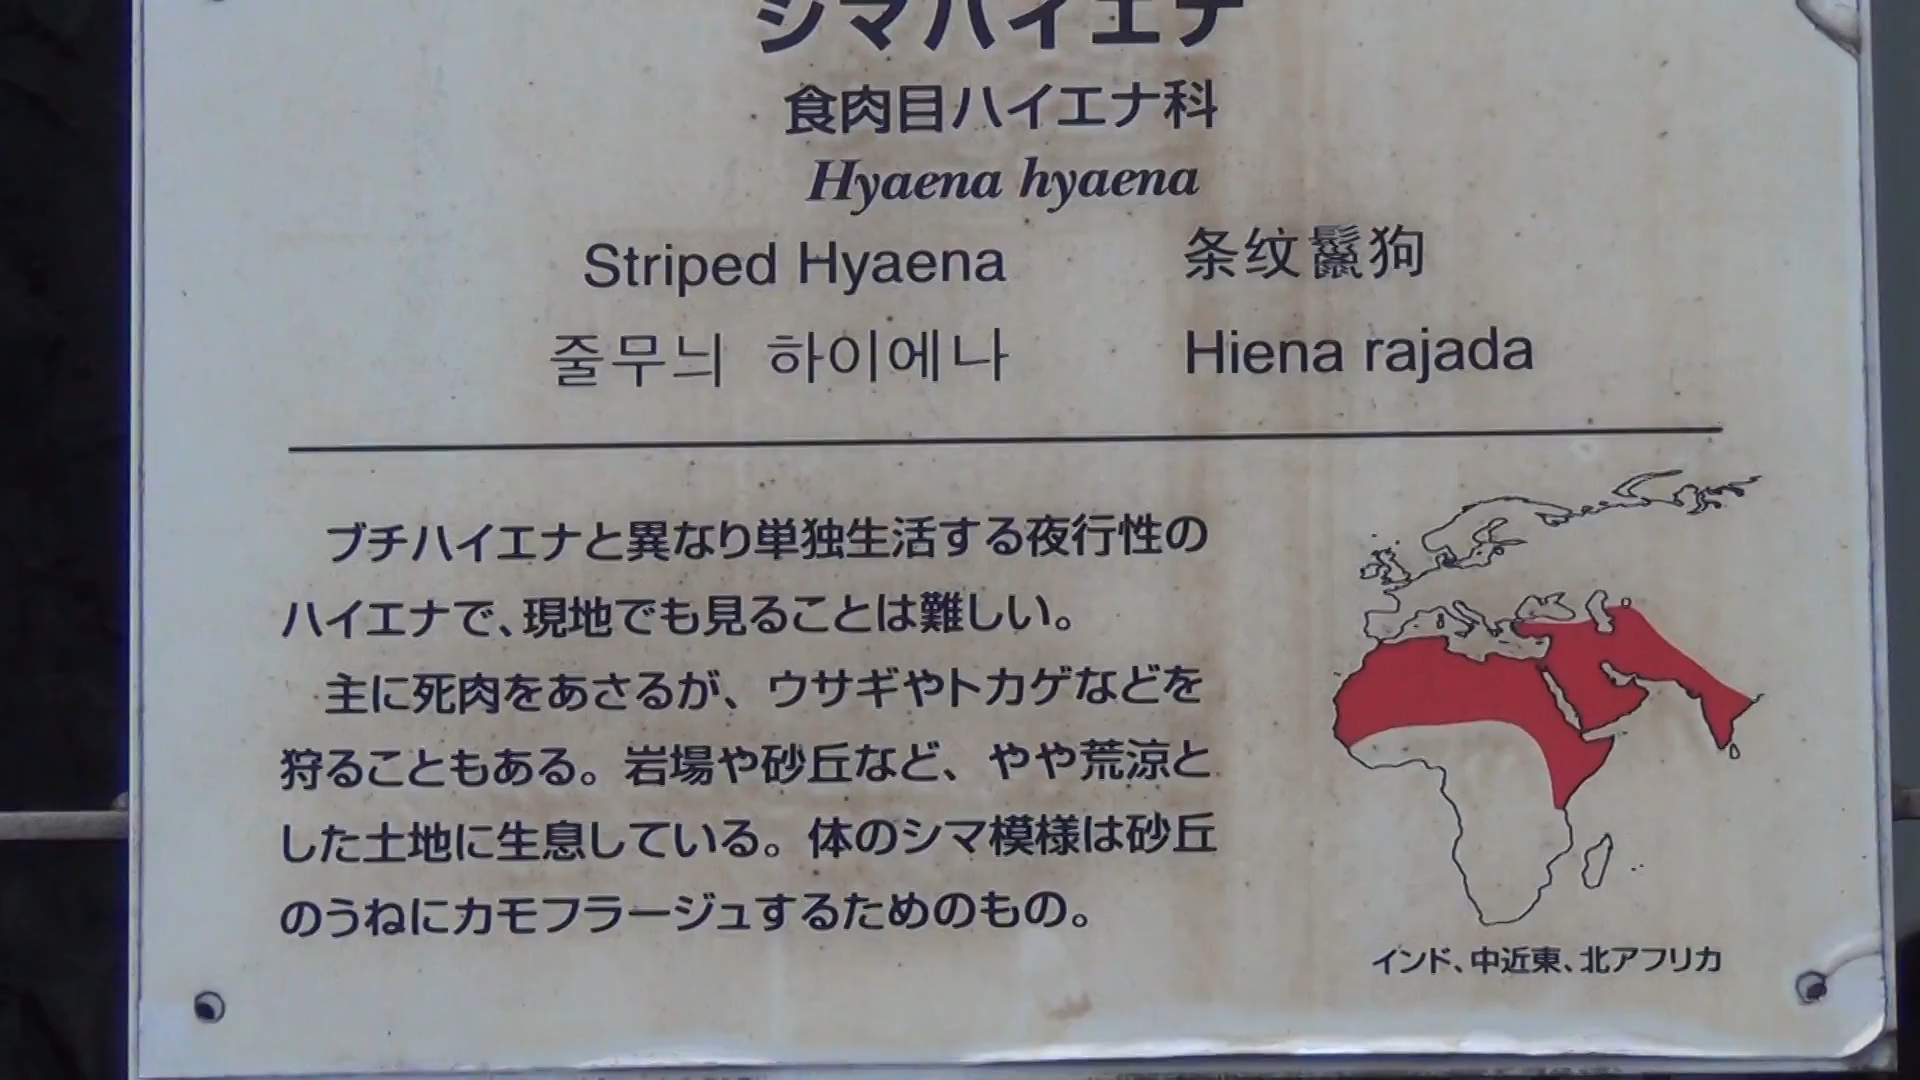 シマハイエナ
食肉目ハイエナ科
Hyaena hyaena
Striped Hyaena
条纹鬣狗
줄무늬 하이에나
Hiena rajada
ブチハイエナと異なり単独生活する夜行性の
ハイエナで、現地でも見ることは難しい。
主に死肉をあさるが、ウサギやトカゲなどを
狩ることもある。岩場や砂丘など、やや荒涼と
した土地に生息している。体のシマ模様は砂丘
のうねにカモフラージュするためのもの。
インド、中近東、北アフリカ